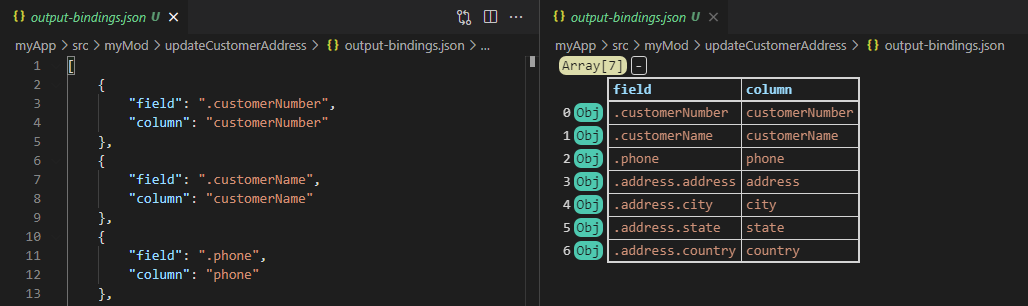 output-bindings.json U
myApp > src > myMod > updateCustomerAddress > {} output-bindings.json > ...
1 [
2 {
3 "field": ".customerNumber",
4 "column": "customerNumber"
5 },
6 {
7 "field": ".customerName",
8 "column": "customerName"
9 },
10 {
11 "field": ".phone",
12 "column": "phone"
13 },
{} output-bindings.json U
myApp > src > myMod > updateCustomerAddress > {} output-bindings.json
Array[7] -
field column
0 Obj .customerNumber customerNumber
1 Obj .customerName customerName
2 Obj .phone phone
3 Obj .address.address address
4 Obj .address.city city
5 Obj .address.state state
6 Obj .address.country country